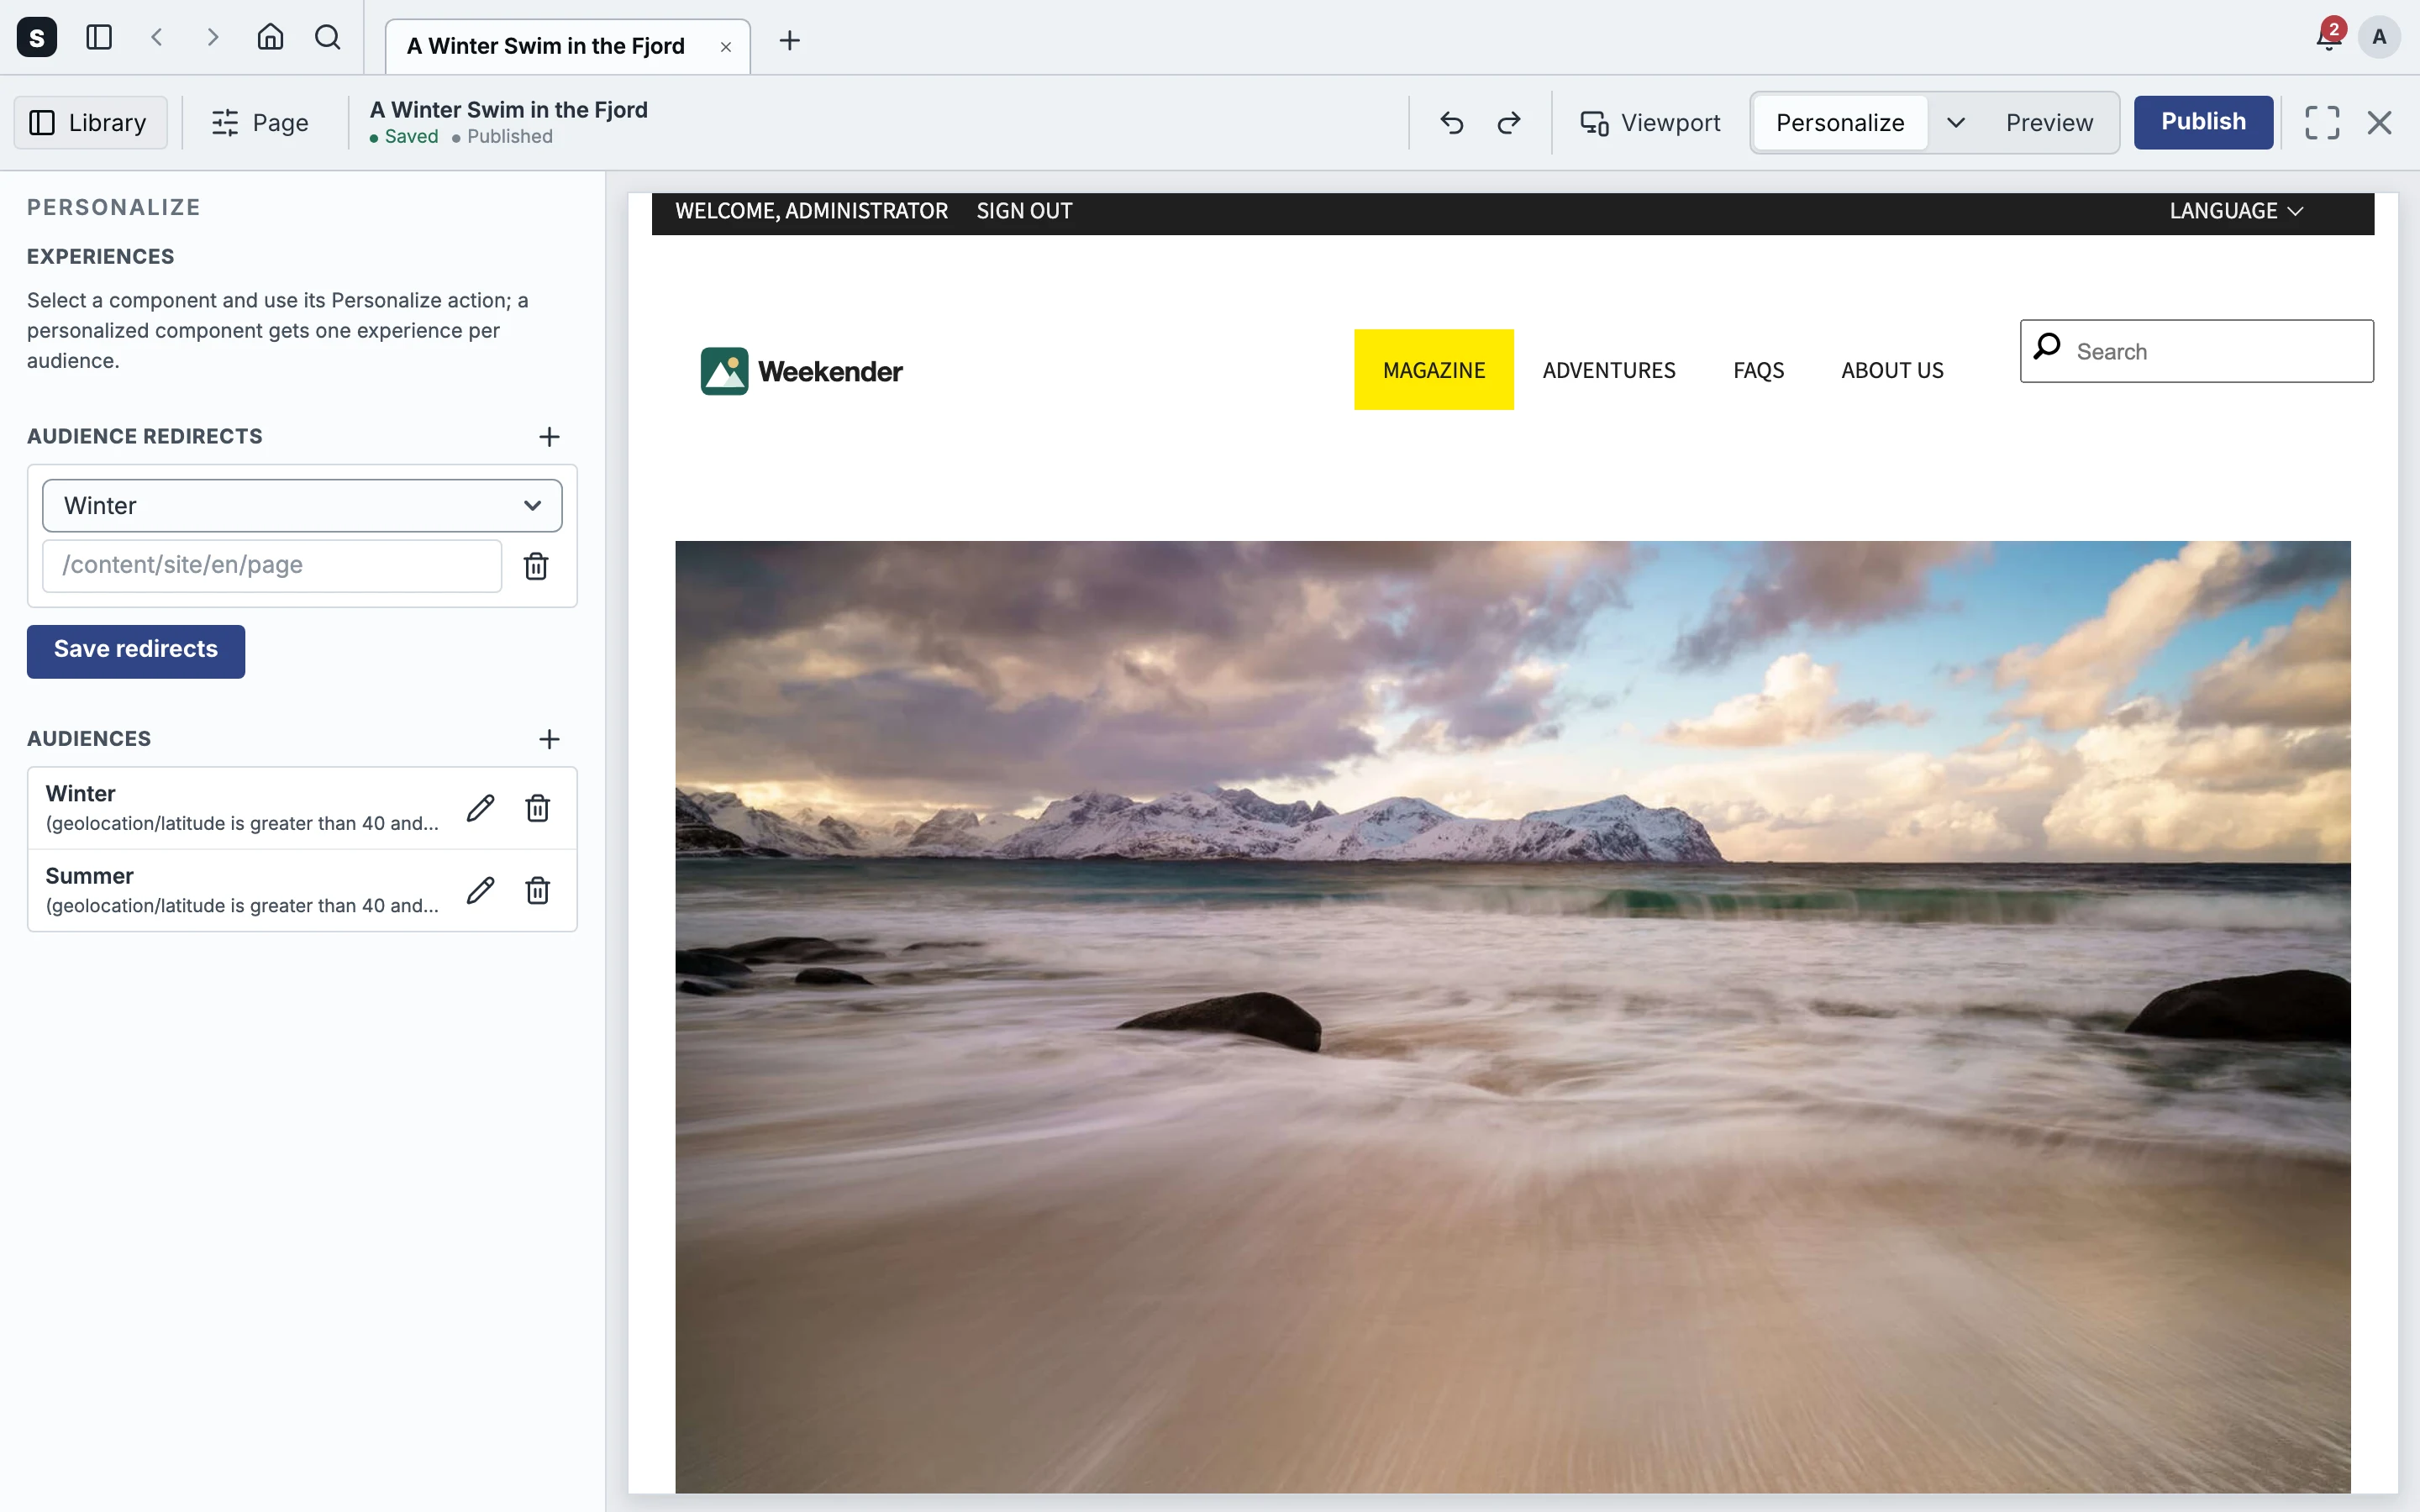 S
A Winter Swim in the Fjord
2
A
Library
Page
A Winter Swim in the Fjord
Saved
Published
Viewport
Personalize
Preview
Publish
PERSONALIZE
EXPERIENCES
Select a component and use its Personalize action; a
personalized component gets one experience per
audience.
AUDIENCE REDIRECTS
Winter
/content/site/en/page
Save redirects
AUDIENCES
Winter
(geolocation/latitude is greater than 40 and...
Summer
(geolocation/latitude is greater than 40 and...
WELCOME, ADMINISTRATOR
SIGN OUT
LANGUAGE
Weekender
MAGAZINE
ADVENTURES
FAQS
ABOUT US
Search